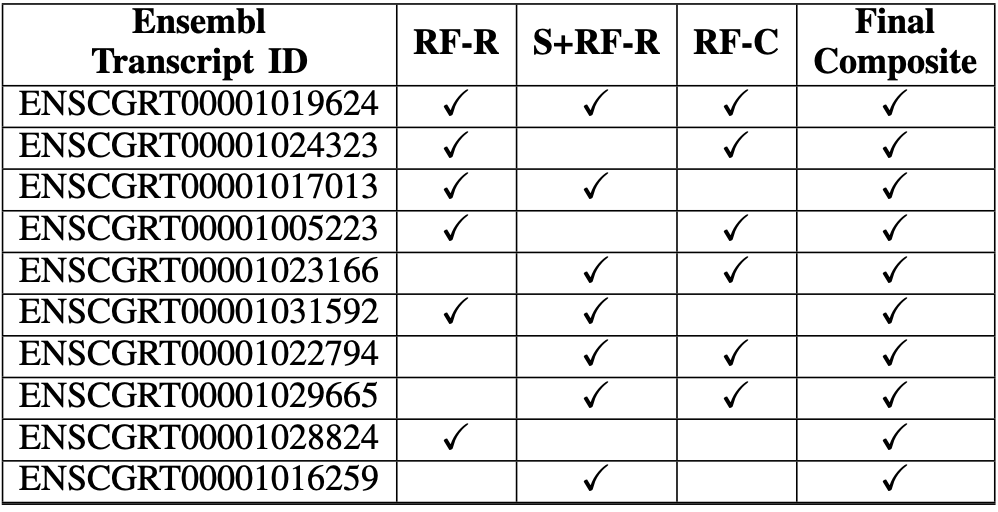 Ensembl Transcript ID RF-R S+RF-R RF-C Final Composite
ENSCGRT00001019624 ✓ ✓ ✓ ✓
ENSCGRT00001024323 ✓ ✓ ✓
ENSCGRT00001017013 ✓ ✓ ✓
ENSCGRT00001005223 ✓ ✓ ✓
ENSCGRT00001023166 ✓ ✓ ✓
ENSCGRT00001031592 ✓ ✓ ✓
ENSCGRT00001022794 ✓ ✓ ✓
ENSCGRT00001029665 ✓ ✓ ✓
ENSCGRT00001028824 ✓ ✓
ENSCGRT00001016259 ✓ ✓